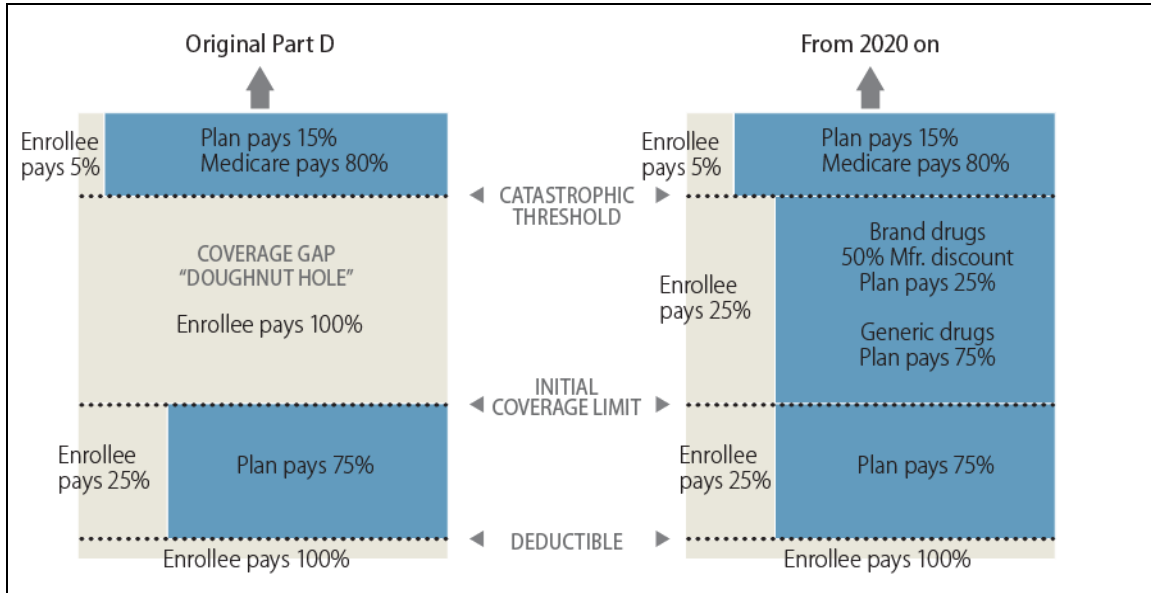 Original Part D
Enrollee
pays 5%
Plan pays 15%
Medicare pays 80%
COVERAGE GAP
“DOUGHNUT HOLE”
Enrollee pays 100%
Enrollee
pays 25%
Plan pays 75%
Enrollee pays 100%
CATASTROPHIC
THRESHOLD
INITIAL
COVERAGE LIMIT
DEDUCTIBLE
From 2020 on
Enrollee
pays 5%
Plan pays 15%
Medicare pays 80%
Enrollee
pays 25%
Brand drugs
50% Mfr. discount
Plan pays 25%
Generic drugs
Plan pays 75%
Enrollee
pays 25%
Plan pays 75%
Enrollee pays 100%